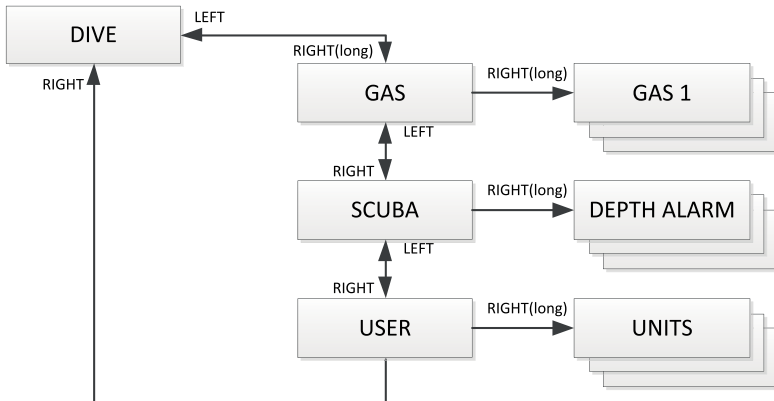 DIVE
LEFT
RIGHT(long)
RIGHT
GAS
RIGHT(long)
GAS 1
LEFT
RIGHT
SCUBA
RIGHT(long)
DEPTH ALARM
LEFT
RIGHT
USER
RIGHT(long)
UNITS